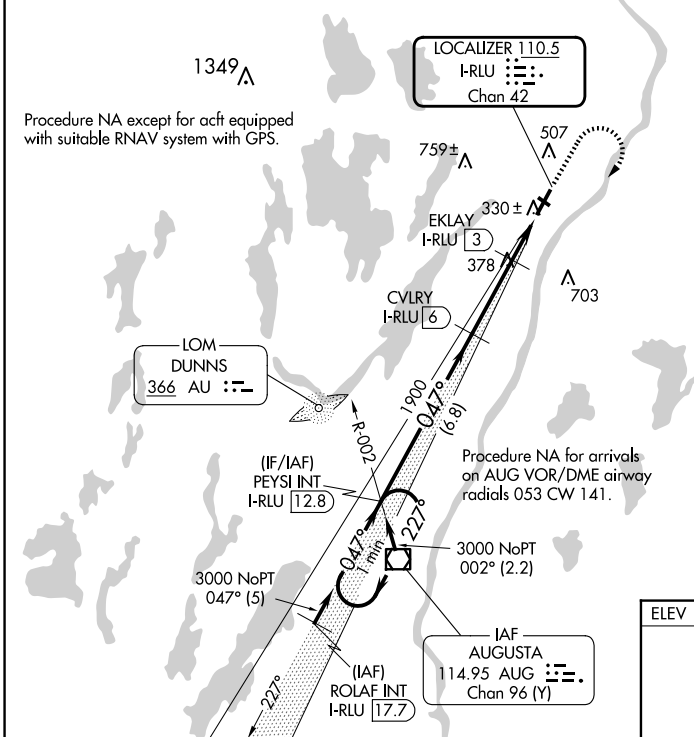 LOCALIZER 110.5
I-RLU
Chan 42
1349
Procedure NA except for acft equipped
with suitable RNAV system with GPS.
507
759±
330±
EKLAY
I-RLU 3
378
703
CVLRY
I-RLU 6
LOM
DUNNS
366 AU
1900
047°
(6.8)
R-002
(IF/IAF)
PEYSI INT
I-RLU 12.8
Procedure NA for arrivals
on AUG VOR/DME airway
radials 053 CW 141.
047°
1 min
227°
3000 NoPT
002° (2.2)
3000 NoPT
047° (5)
ELEV
IAF
AUGUSTA
114.95 AUG
Chan 96 (Y)
(IAF)
ROLAF INT
I-RLU 17.7
227°